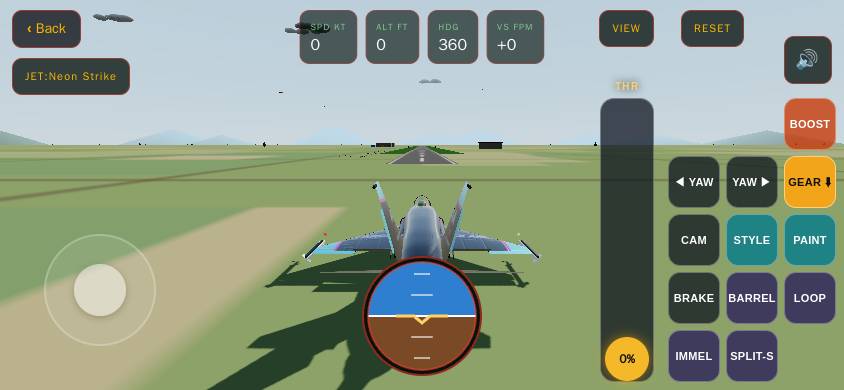 ‹ Back
SPD KT
0
ALT FT
0
HDG
360
VS FPM
+0
VIEW
RESET
JET:Neon Strike
THR
BOOST
◀ YAW
YAW ▶
GEAR ⬇
CAM
STYLE
PAINT
BRAKE
BARREL
LOOP
0%
IMMEL
SPLIT-S